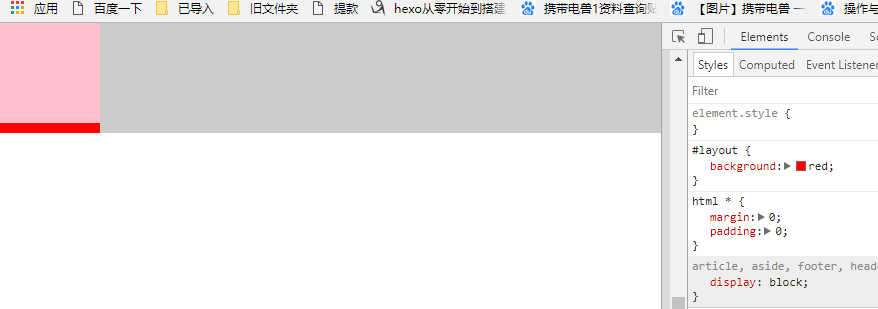 应用 百度一下 已导入 旧文件夹 提款 hexo从零开始到搭建 携带电兽1资料查询贴 【图片】携带电兽 一 操作与
Elements Console
Styles Computed Event Listener
Filter
element.style {
}
#layout {
background: red;
}
html * {
margin: 0;
padding: 0;
}
article, aside, footer, heade
display: block;
}